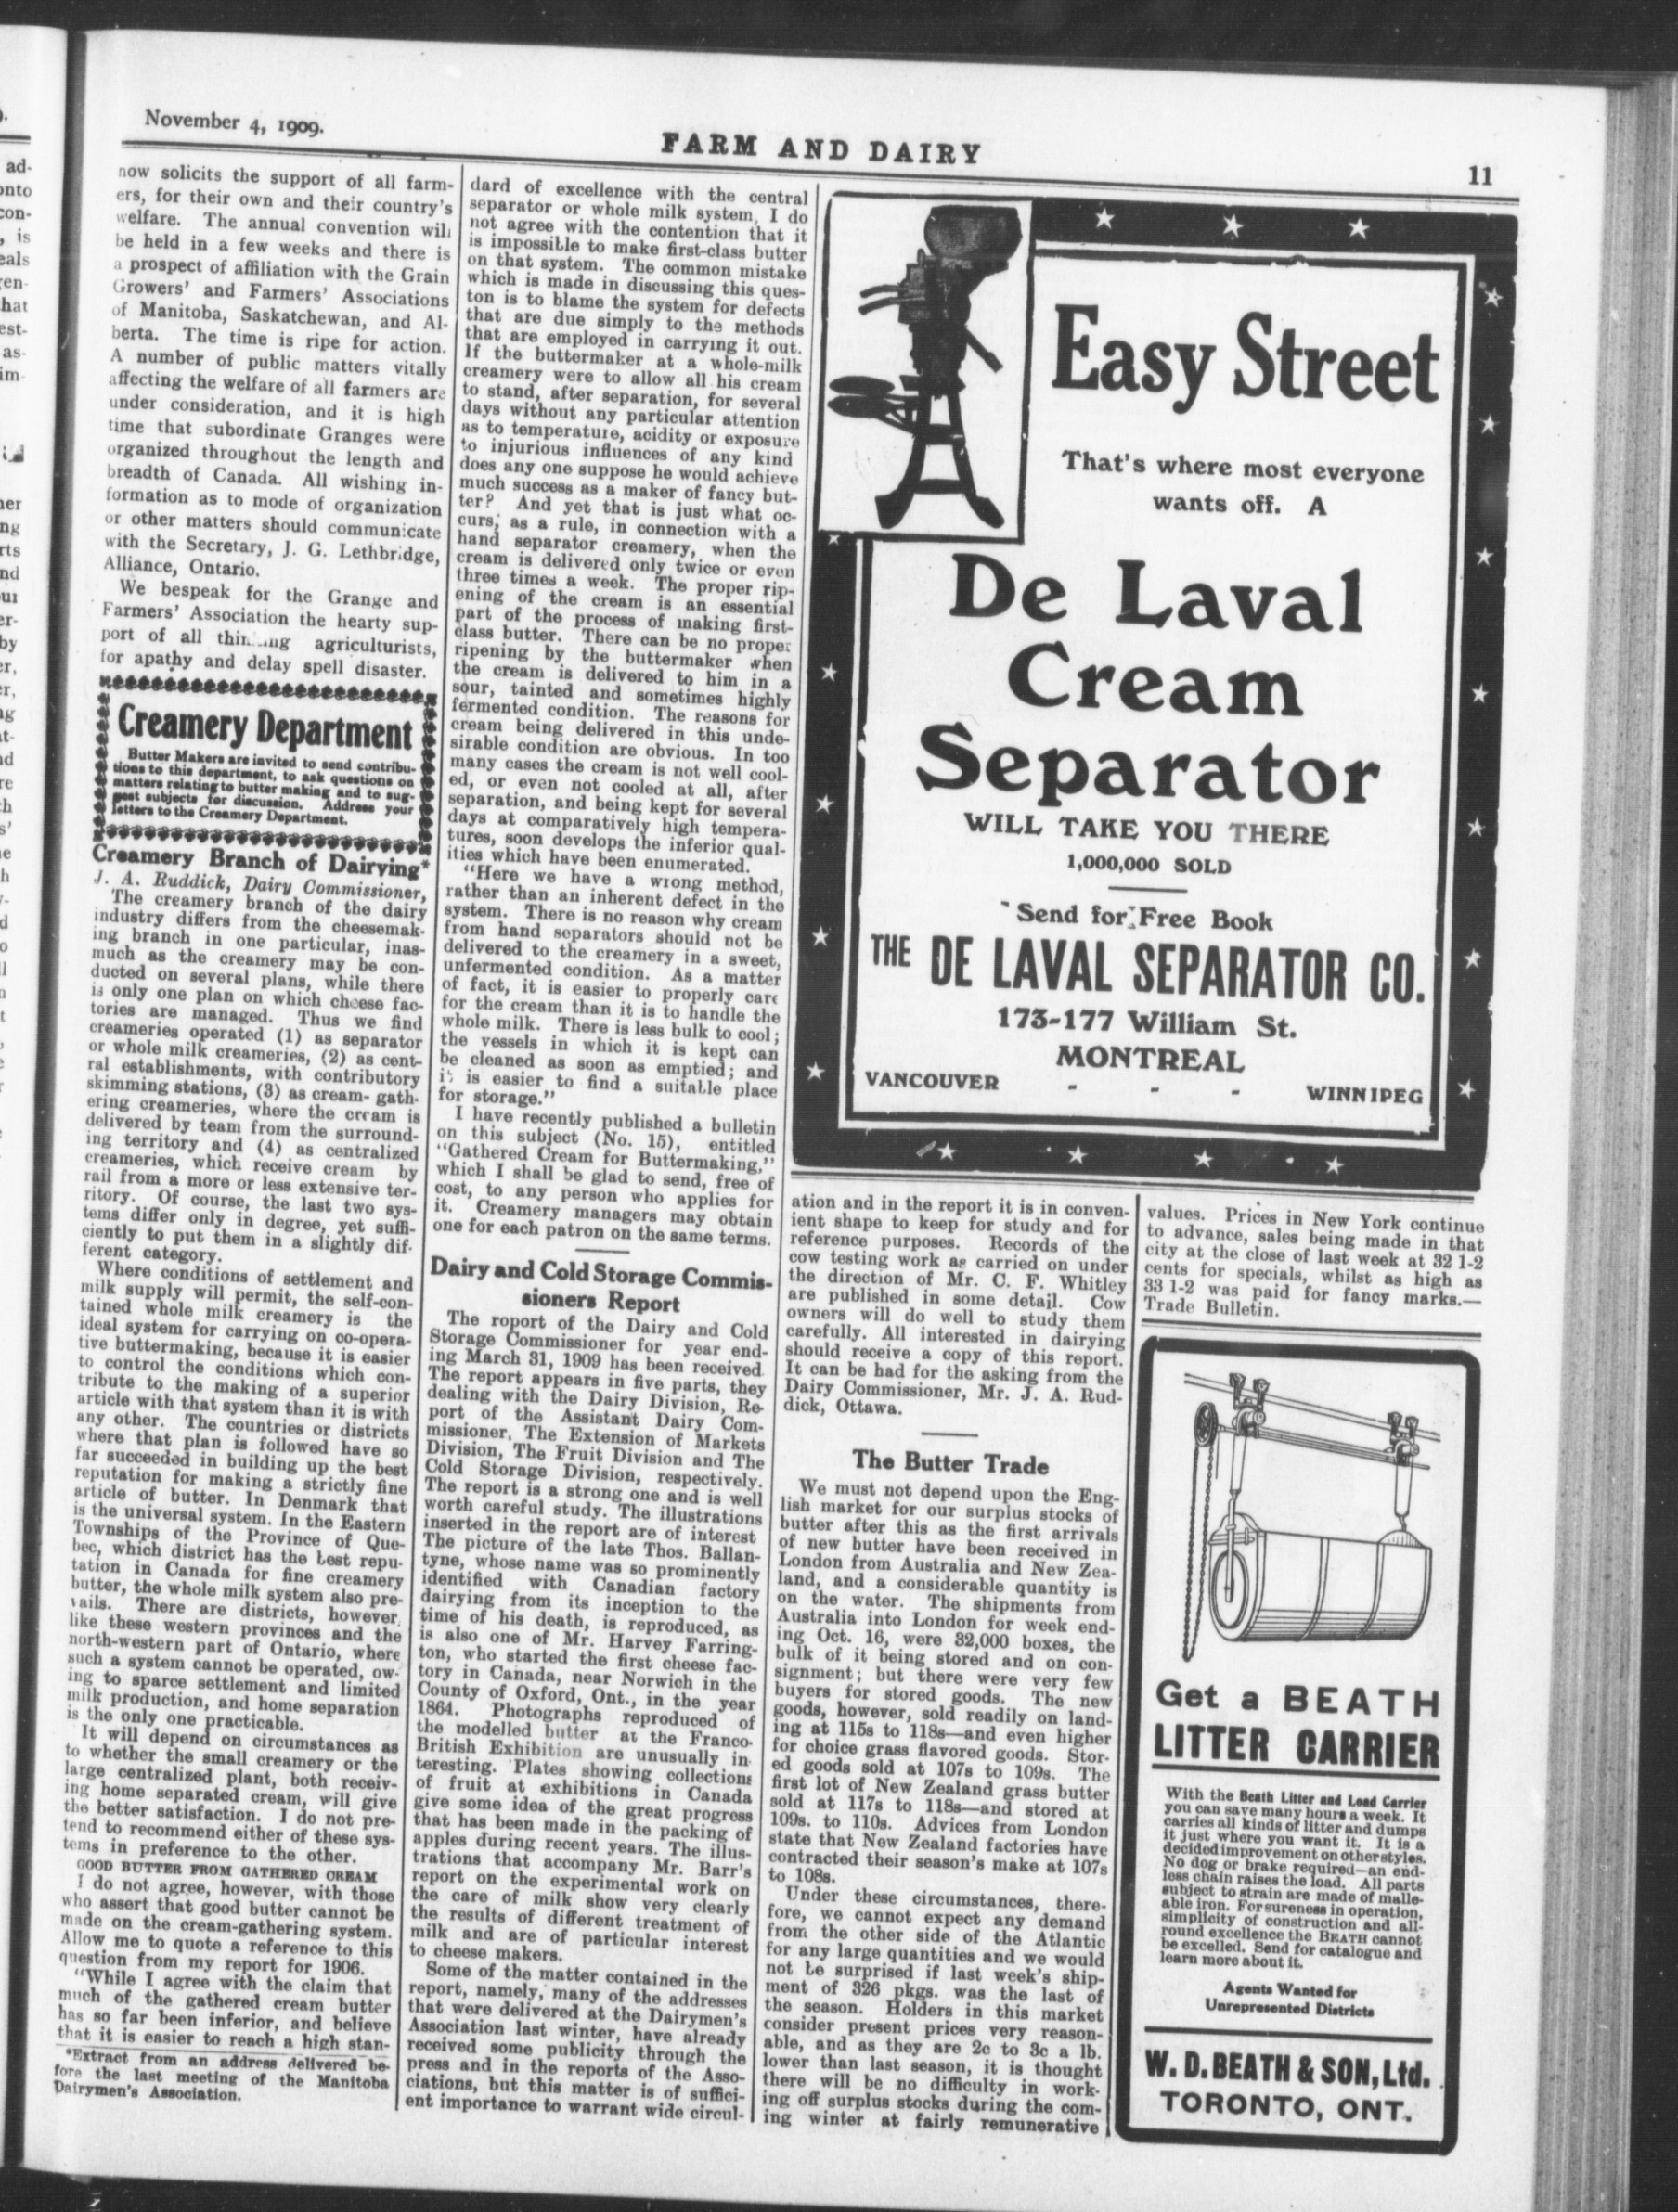 November 4, 1909.
FARM AND DAIRY
11
now solicits the support of all farm-
ers, for their own and their country's
welfare. The annual convention will
be held in a few weeks and there is
a prospect of affiliation with the Grain
Growers' and Farmers' Associations
of Manitoba, Saskatchewan, and Al-
berta. The time is ripe for action.
A number of public matters vitally
affecting the welfare of all farmers are
under consideration, and it is high
time that subordinate Granges were
organized throughout the length and
breadth of Canada. All wishing in-
formation as to mode of organization
or other matters should communicate
with the Secretary, J. G. Lethbridge,
Alliance, Ontario.
We bespeak for the Grange and
Farmers' Association the hearty sup-
port of all agriculturists,
for apathy and delay spell disaster.
Creamery Department
Butter Makers are invited to send contribu-
tions to this department, to ask questions on
matters relating to butter making and to sug-
gest subjects for discussion. Address your
letters to the Creamery Department.
Creamery Branch of Dairying*
J. A. Ruddick, Dairy Commissioner,
The creamery branch of the dairy
industry differs from the cheesemak-
ing branch in one particular, inas-
much as the creamery may be con-
ducted on several plans, while there
is only one plan on which cheese fac-
tories are managed. Thus we find
creameries operated (1) as separator
or whole milk creameries, (2) as cent-
ral establishments, with contributory
skimming stations, (3) as cream- gath-
ering creameries, where the cream is
delivered by team from the surround-
ing territory and (4) as centralized
creameries, which receive cream by
rail from a more or less extensive ter-
ritory. Of course, the last two sys-
tems differ only in degree, yet suffi-
ciently to put them in a slightly dif-
ferent category.
Where conditions of settlement and
milk supply will permit, the self-con-
tained whole milk creamery is the
ideal system for carrying on co-opera-
tive buttermaking, because it is easier
to control the conditions which con-
tribute to the making of a superior
article with that system than it is with
any other. The countries or districts
where that plan is followed have so
far succeeded in building up the best
reputation for making a strictly fine
article of butter. In Denmark that
is the universal system. In the Eastern
Townships of the Province of Que-
bec, which district has the best repu-
tation in Canada for fine creamery
butter, the whole milk system also pre-
vails. There are districts, however,
like these western provinces and the
north-western part of Ontario, where
such a system cannot be operated, ow-
ing to sparce settlement and limited
milk production, and home separation
is the only one practicable.
It will depend on circumstances as
to whether the small creamery or the
large centralized plant, both receiv-
ing home separated cream, will give
the better satisfaction. I do not pre-
tend to recommend either of these sys-
tems in preference to the other.
GOOD BUTTER FROM GATHERED CREAM
I do not agree, however, with those
who assert that good butter cannot be
made on the cream-gathering system.
Allow me to quote a reference to this
question from my report for 1906.
"While I agree with the claim that
much of the gathered cream butter
has so far been inferior, and believe
that it is easier to reach a high stan-
*Extract from an address delivered be-
fore the last meeting of the Manitoba
Dairymen's Association.
dard of excellence with the central
separator or whole milk system, I do
not agree with the contention that it
is impossible to make first-class butter
on that system. The common mistake
which is made in discussing this ques-
ton is to blame the system for defects
that are due simply to the methods
that are employed in carrying it out.
If the buttermaker at a whole-milk
creamery were to allow all his cream
to stand, after separation, for several
days without any particular attention
as to temperature, acidity or exposure
to injurious influences of any kind
does any one suppose he would achieve
much success as a maker of fancy but-
ter? And yet that is just what oc-
curs, as a rule, in connection with a
hand separator creamery, when the
cream is delivered only twice or even
three times a week. The proper rip-
ening of the cream is an essential
part of the process of making first-
class butter. There can be no proper
ripening by the buttermaker when
the cream is delivered to him in a
sour, tainted and sometimes highly
fermented condition. The reasons for
cream being delivered in this unde-
sirable condition are obvious. In too
many cases the cream is not well cool-
ed, or even not cooled at all, after
separation, and being kept for several
days at comparatively high tempera-
tures, soon develops the inferior qual-
ities which have been enumerated.
"Here we have a wrong method,
rather than an inherent defect in the
system. There is no reason why cream
from hand separators should not be
delivered to the creamery in a sweet,
unfermented condition. As a matter
of fact, it is easier to properly care
for the cream than it is to handle the
whole milk. There is less bulk to cool;
the vessels in which it is kept can
be cleaned as soon as emptied; and
it is easier to find a suitable place
for storage."
I have recently published a bulletin
on this subject (No. 15), entitled
"Gathered Cream for Buttermaking,"
which I shall be glad to send, free of
cost, to any person who applies for
it. Creamery managers may obtain
one for each patron on the same terms.
Dairy and Cold Storage Commis-
sioners Report
The roport of the Dairy and Cold
Storage Commissioner for year end-
ing March 31, 1909 has been received.
The report appears in five parts, they
dealing with the Dairy Division, Re-
port of the Assistant Dairy Com-
missioner, The Extension of Markets
Division, The Fruit Division and The
Cold Storage Division, respectively.
The report is a strong one and is well
worth careful study. The illustrations
inserted in the report are of interest
The picture of the late Thos. Ballan-
tyne, whose name was so prominently
identified with Canadian factory
dairying from its inception to the
time of his death, is reproduced, as
is also one of Mr. Harvey Farring-
ton, who started the first cheese fac-
tory in Canada, near Norwich in the
County of Oxford, Ont., in the year
1864. Photographs reproduced of
the modelled butter at the Franco-
British Exhibition are unusually in-
teresting. Plates showing collections
of fruit at exhibitions in Canada
give some idea of the great progress
that has been made in the packing of
apples during recent years. The illus-
trations that accompany Mr. Barr's
report on the experimental work on
the care of milk show very clearly
the results of different treatment of
milk and are of particular interest
to cheese makers.
Some of the matter contained in the
report, namely, many of the addresses
that were delivered at the Dairymen's
Association last winter, have already
received some publicity through the
press and in the reports of the Asso-
ciations, but this matter is of suffici-
ent importance to warrant wide circul-
Easy Street
That's where most everyone
wants off. A
De Laval
Cream
Separator
WILL TAKE YOU THERE
1,000,000 SOLD
Send for Free Book
THE DE LAVAL SEPARATOR CO.
173-177 William St.
MONTREAL
VANCOUVER - - - WINNIPEG
ation and in the report it is in conven-
ient shape to keep for study and for
reference purposes. Records of the
cow testing work as carried on under
the direction of Mr. C. F. Whitley
are published in some detail. Cow
owners will do well to study them
carefully. All interested in dairying
should receive a copy of this report.
It can be had for the asking from the
Dairy Commissioner, Mr. J. A. Rud-
dick, Ottawa.
The Butter Trade
We must not depend upon the Eng-
lish market for our surplus stocks of
butter after this as the first arrivals
of new butter have been received in
London from Australia and New Zea-
land, and a considerable quantity is
on the water. The shipments from
Australia into London for week end-
ing Oct. 16, were 32,000 boxes, the
bulk of it being stored and on con-
signment; but there were very few
buyers for stored goods. The new
goods, however, sold readily on land-
ing at 115s to 118s—and even higher
for choice grass flavored goods. Stor-
ed goods sold at 107s to 109s. The
first lot of New Zealand grass butter
sold at 117s to 118s—and stored at
109s. to 110s. Advices from London
state that New Zealand factories have
contracted their season's make at 107s
to 108s.
Under these circumstances, there-
fore, we cannot expect any demand
from the other side of the Atlantic
for any large quantities and we would
not be surprised if last week's ship-
ment of 326 pkgs. was the last of
the season. Holders in this market
consider present prices very reason-
able, and as they are 2c to 3c a lb.
lower than last season, it is thought
there will be no difficulty in work-
ing off surplus stocks during the com-
ing winter at fairly remunerative
values. Prices in New York continue
to advance, sales being made in that
city at the close of last week at 32 1-2
cents for specials, whilst as high as
33 1-2 was paid for fancy marks.—
Trade Bulletin.
Get a BEATH
LITTER CARRIER
With the Beath Litter and Load Carrier
you can save many hours a week. It
carries all kinds of litter and dumps
it just where you want it. It is a
decided improvement on other styles.
No dog or brake required—an end-
less chain raises the load. All parts
subject to strain are made of malle-
able iron. For sureness in operation,
simplicity of construction and all-
round excellence the BEATH cannot
be excelled. Send for catalogue and
learn more about it.
Agents Wanted for
Unrepresented Districts
W. D. BEATH & SON, Ltd.
TORONTO, ONT.